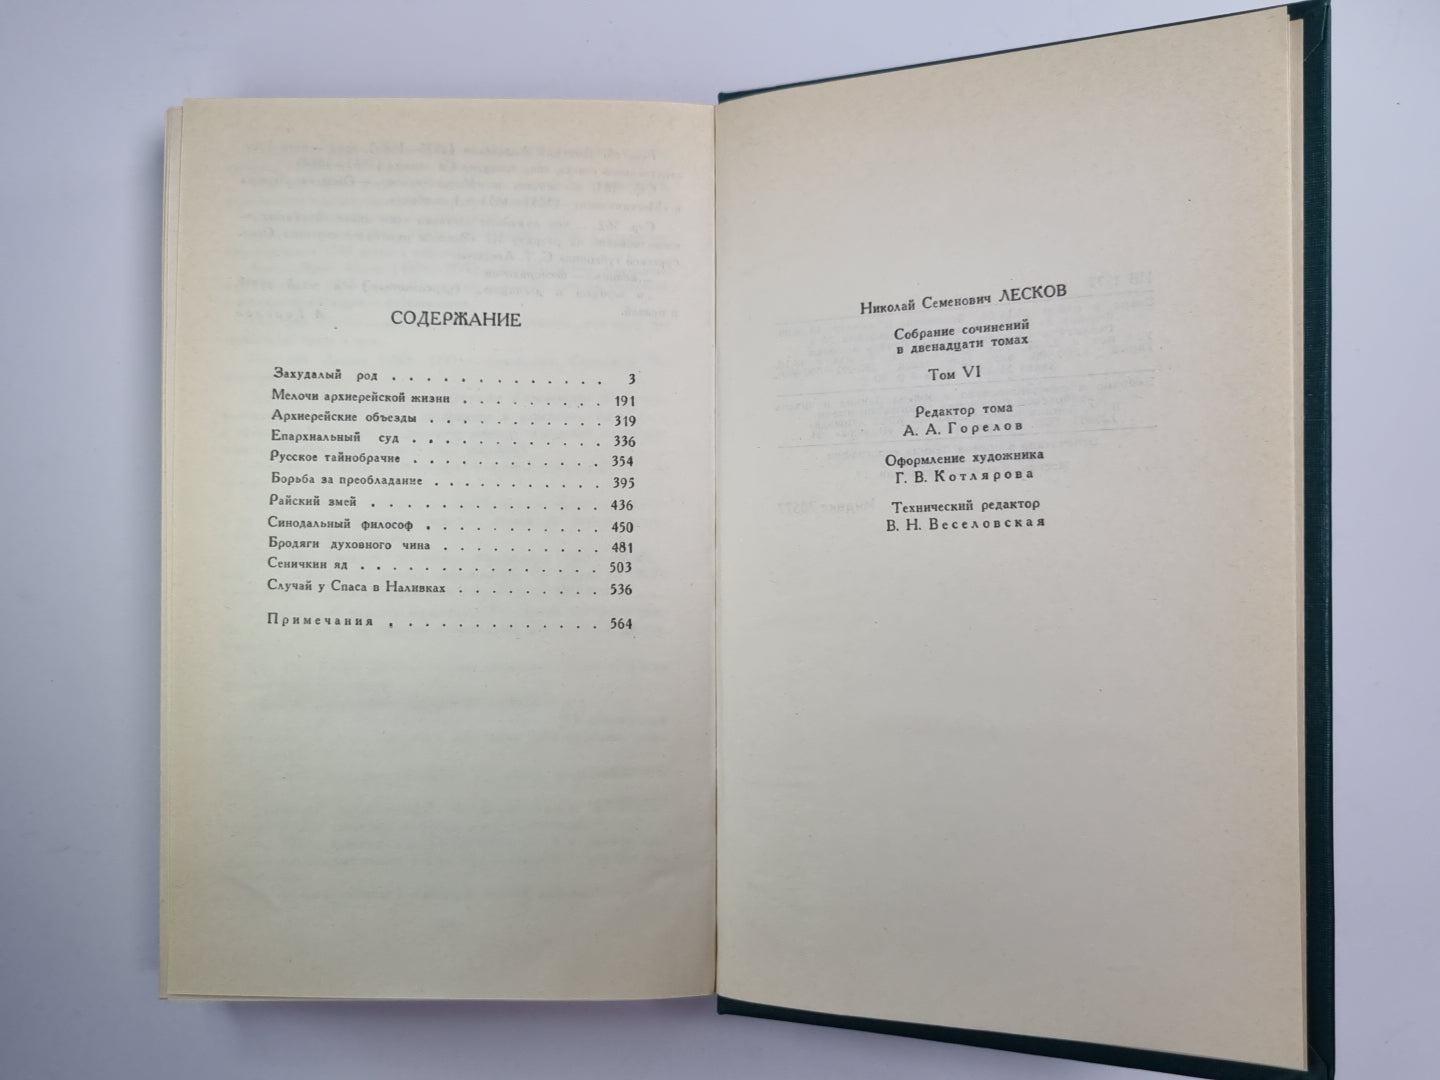 СОДЕРЖАНИЕ
Захудалый род . . . . . . . . . . . . . 3
Мелочи архиерейской жизни . . . . . . . . . 191
Архиерейские объезды . . . . . . . . . . . 319
Епархиальный суд . . . . . . . . . . . . 336
Русское тайнобрачие . . . . . . . . . . . . 354
Борьба за преобладание . . . . . . . . . . 395
Райский змей . . . . . . . . . . . . . . 436
Синодальный философ . . . . . . . . . . . 450
Бродяги духовного чина . . . . . . . . . . 481
Сеничкин яд . . . . . . . . . . . . . . 503
Случай у Спаса в Наливках . . . . . . . . . 536
Примечания . . . . . . . . . . . . . 564
Николай Семенович ЛЕСКОВ
Собрание сочинений
в двенадцати томах
Том VI
Редактор тома
А. А. Горелов
Оформление художника
Г. В. Котлярова
Технический редактор
В. Н. Веселовская